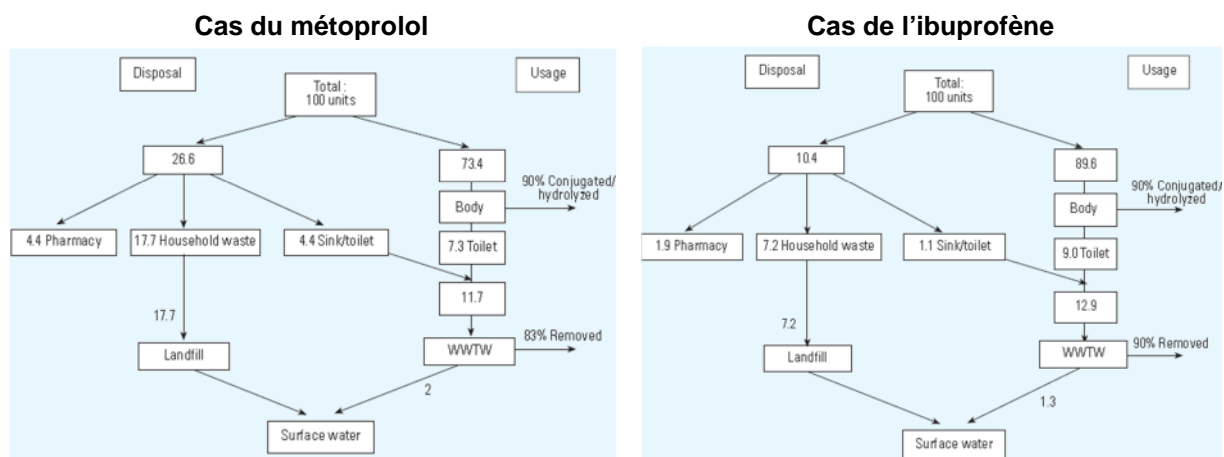 Cas du métoprolol
Disposal
Usage
Total :
100 units
26.6
73.4
90% Conjugated/
hydrolyzed
Body
4.4 Pharmacy
17.7 Household waste
4.4 Sink/toilet
7.3 Toilet
11.7
17.7
83% Removed
Landfill
WWTW
2
Surface water
Cas de l’ibuprofène
Disposal
Usage
Total :
100 units
10.4
89.6
90% Conjugated/
hydrolyzed
Body
1.9 Pharmacy
7.2 Household waste
1.1 Sink/toilet
9.0 Toilet
12.9
7.2
90% Removed
Landfill
WWTW
1.3
Surface water